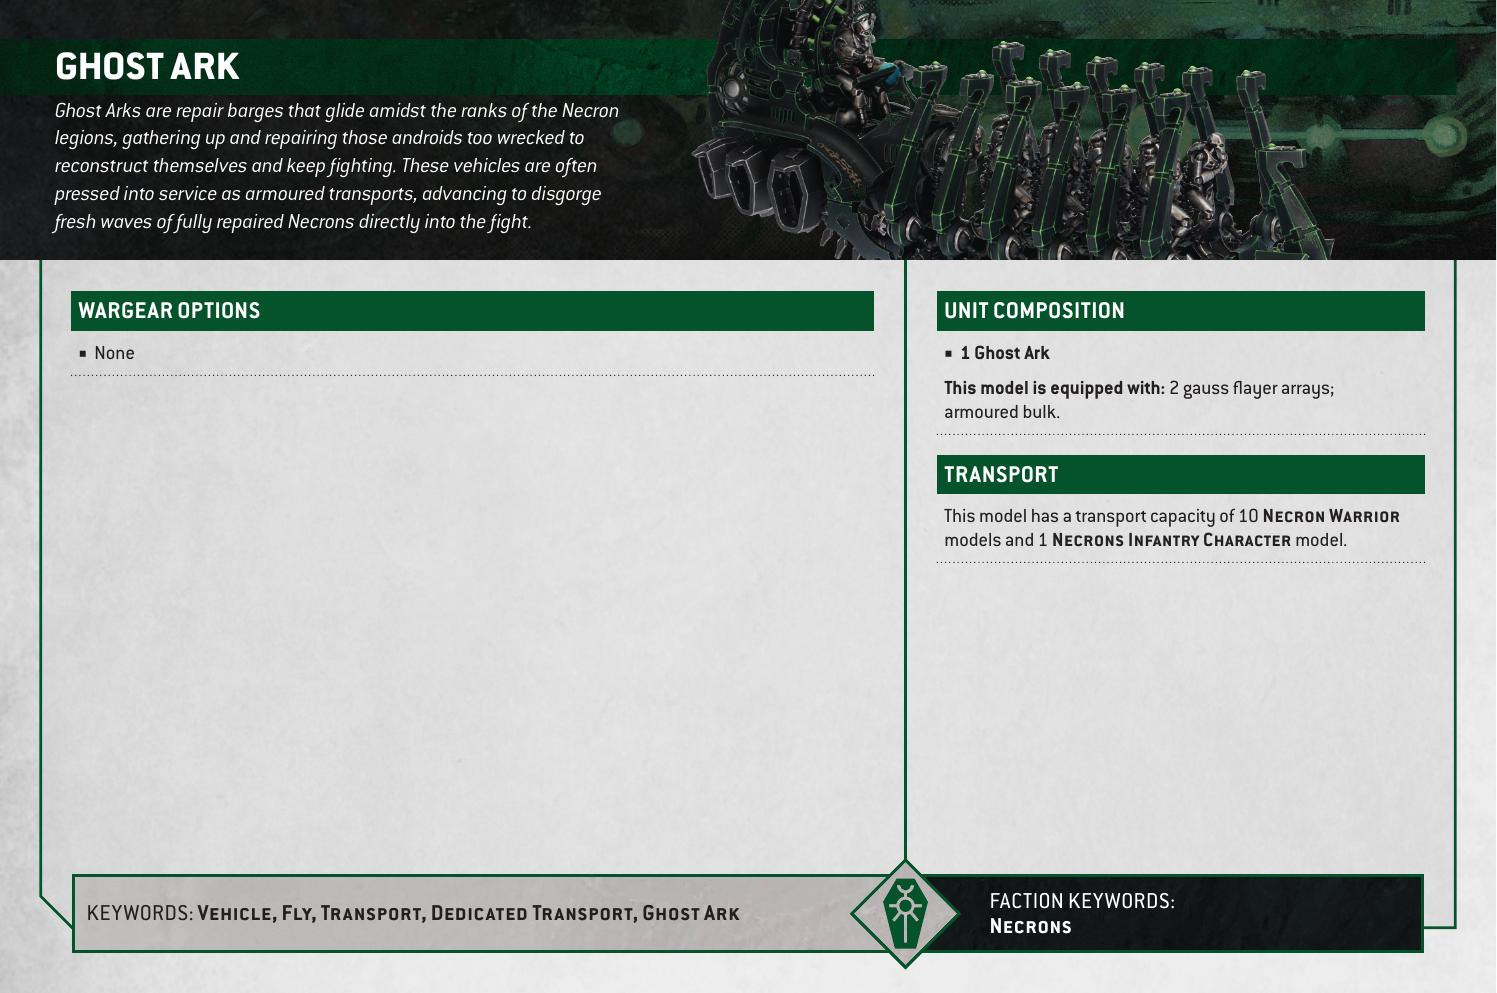 GHOST ARK
Ghost Arks are repair barges that glide amidst the ranks of the Necron
legions, gathering up and repairing those androids too wrecked to
reconstruct themselves and keep fighting. These vehicles are often
pressed into service as armoured transports, advancing to disgorge
fresh waves of fully repaired Necrons directly into the fight.
WARGEAR OPTIONS
■ None
UNIT COMPOSITION
■ 1 Ghost Ark
This model is equipped with: 2 gauss flayer arrays;
armoured bulk.
TRANSPORT
This model has a transport capacity of 10 Necron Warrior
models and 1 Necrons Infantry Character model.
KEYWORDS: Vehicle, Fly, Transport, Dedicated Transport, Ghost Ark
FACTION KEYWORDS:
Necrons